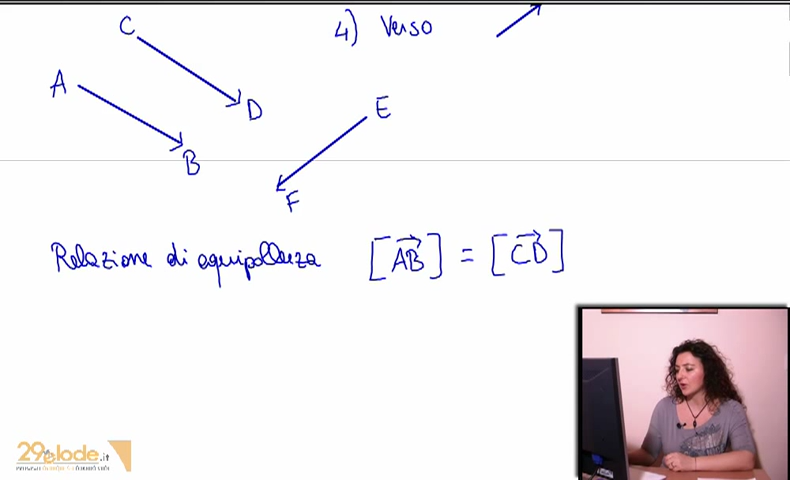 C
4) Verso
A
D
E
B
F
Relazione di equipollenza [AB] = [CD]
29elode.it